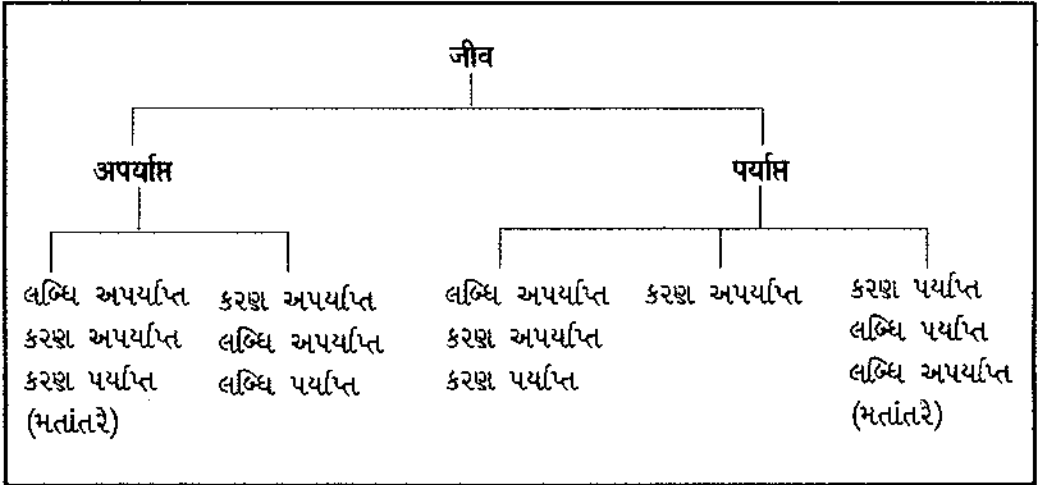 जीव
अपर्याप्त
पर्याप्त
લબ્ધિ અપર્યાપ્ત
કરણ અપર્યાપ્ત
કરણ પર્યાપ્ત
(મતાંતરે)
કરણ અપર્યાપ્ત
લબ્ધિ અપર્યાપ્ત
લબ્ધિ પર્યાપ્ત
લબ્ધિ અપર્યાપ્ત
કરણ અપર્યાપ્ત
કરણ પર્યાપ્ત
કરણ અપર્યાપ્ત
કરણ પર્યાપ્ત
લબ્ધિ પર્યાપ્ત
લબ્ધિ અપર્યાપ્ત
(મતાંતરે)